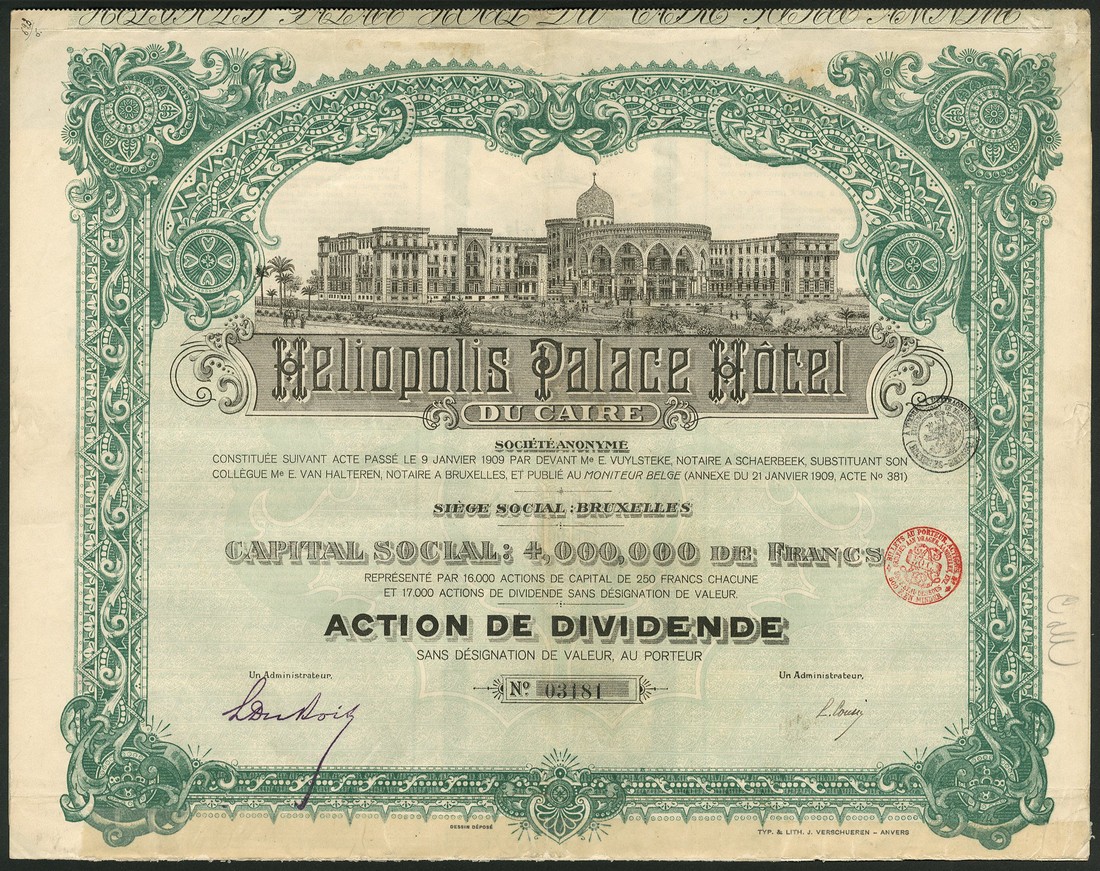 Heliopolis Palace Hôtel
DU CAIRE
SOCIÉTÉ ANONYME
CONSTITUÉE SUIVANT ACTE PASSÉ LE 9 JANVIER 1909 PAR DEVANT Me E. VUYLSTEKE, NOTAIRE A SCHAERBEEK, SUBSTITUANT SON
COLLÈGUE Me E. VAN HALTEREN, NOTAIRE A BRUXELLES, ET PUBLIÉ AU MONITEUR BELGE (ANNEXE DU 21 JANVIER 1909, ACTE No 381)
SIÈGE SOCIAL: BRUXELLES
CAPITAL SOCIAL: 4,000,000 DE FRANCS
REPRÉSENTÉ PAR 16.000 ACTIONS DE CAPITAL DE 250 FRANCS CHACUNE
ET 17.000 ACTIONS DE DIVIDENDE SANS DÉSIGNATION DE VALEUR.
ACTION DE DIVIDENDE
SANS DÉSIGNATION DE VALEUR, AU PORTEUR
Un Administrateur,
No 03181
Un Administrateur,
DESSIN DÉPOSÉ
TYP. & LITH. J. VERSCHUEREN - ANVERS